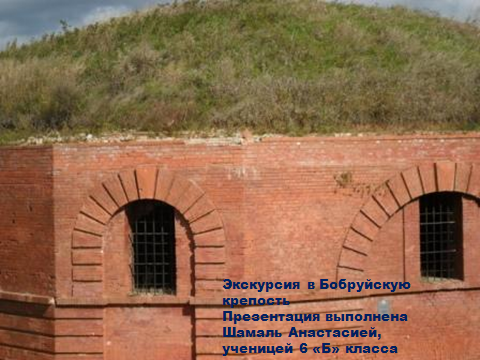 Экскурсия в Бобруйскую
крепость
Презентация выполнена
Шамаль Анастасией,
ученицей 6 «Б» класса